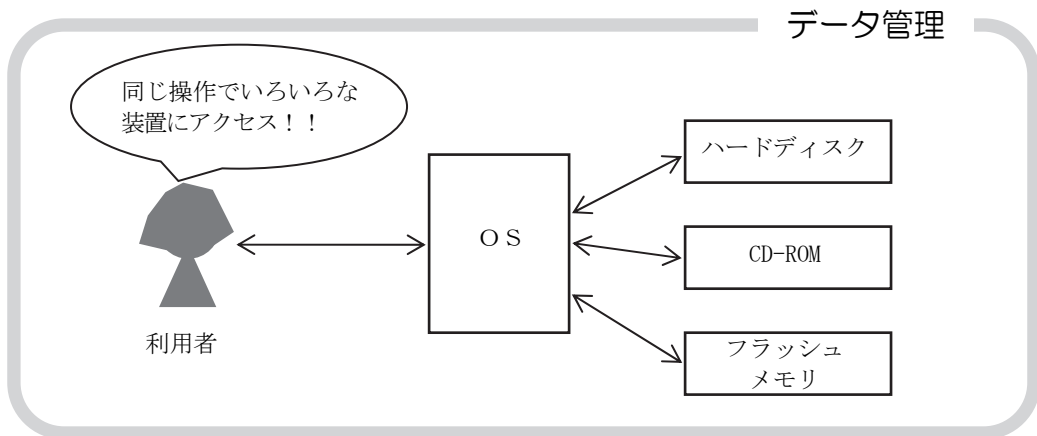 データ管理
同じ操作でいろいろな
装置にアクセス！！
利用者
ＯＳ
ハードディスク
CD-ROM
フラッシュ
メモリ